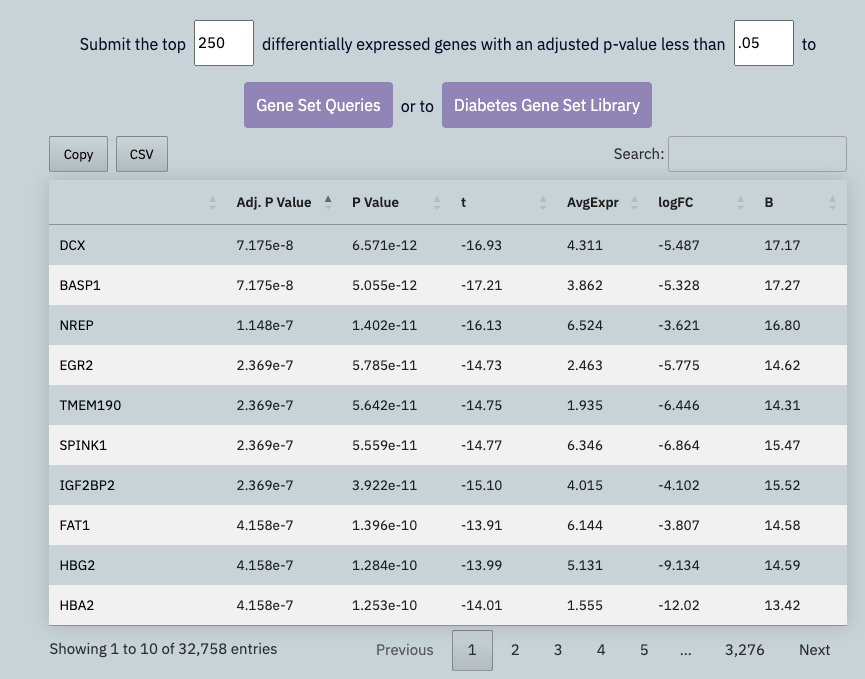 Submit the top 250 differentially expressed genes with an adjusted p-value less than .05 to
Gene Set Queries or to Diabetes Gene Set Library
Copy CSV Search:
Adj. P Value P Value t AvgExpr logFC B
DCX 7.175e-8 6.571e-12 -16.93 4.311 -5.487 17.17
BASP1 7.175e-8 5.055e-12 -17.21 3.862 -5.328 17.27
NREP 1.148e-7 1.402e-11 -16.13 6.524 -3.621 16.80
EGR2 2.369e-7 5.785e-11 -14.73 2.463 -5.775 14.62
TMEM190 2.369e-7 5.642e-11 -14.75 1.935 -6.446 14.31
SPINK1 2.369e-7 5.559e-11 -14.77 6.346 -6.864 15.47
IGF2BP2 2.369e-7 3.922e-11 -15.10 4.015 -4.102 15.52
FAT1 4.158e-7 1.396e-10 -13.91 6.144 -3.807 14.58
HBG2 4.158e-7 1.284e-10 -13.99 5.131 -9.134 14.59
HBA2 4.158e-7 1.253e-10 -14.01 1.555 -12.02 13.42
Showing 1 to 10 of 32,758 entries Previous 1 2 3 4 5 ... 3,276 Next